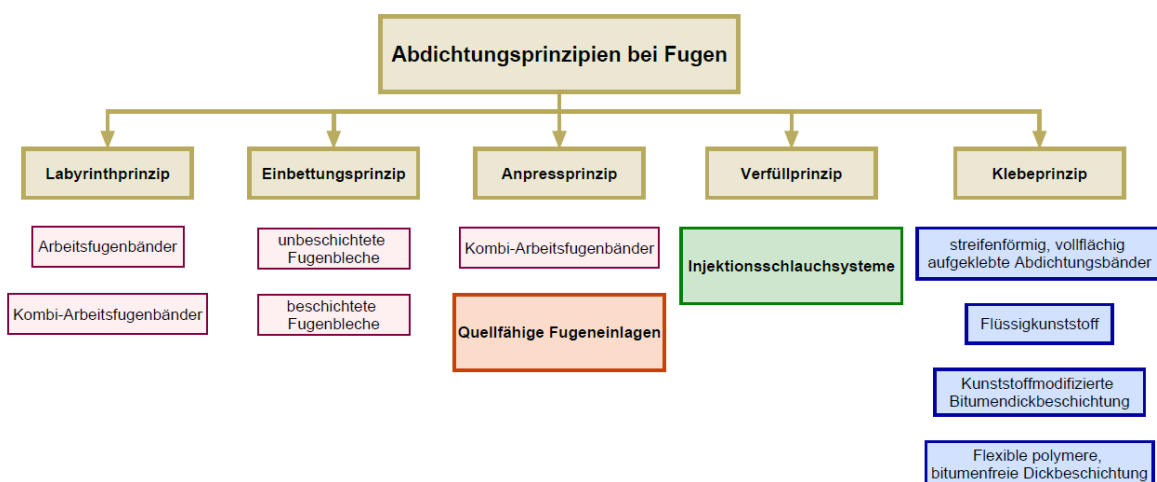 Abdichtungsprinzipien bei Fugen
Labyrinthprinzip
Einbettungsprinzip
Anpressprinzip
Verfüllprinzip
Klebeprinzip
Arbeitsfugenbänder
Kombi-Arbeitsfugenbänder
unbeschichtete
Fugenbleche
beschichtete
Fugenbleche
Kombi-Arbeitsfugenbänder
Quellfähige Fugeneinlagen
Injektionsschlauchsysteme
streifenförmig, vollflächig
aufgeklebte Abdichtungsbänder
Flüssigkunststoff
Kunststoffmodifizierte
Bitumendickbeschichtung
Flexible polymere,
bitumenfreie Dickbeschichtung